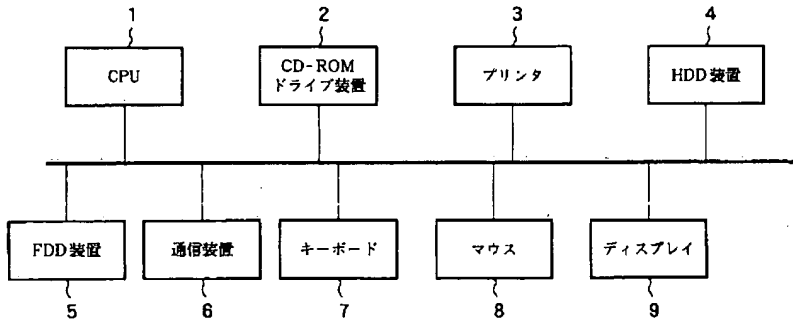 1
2
3
4
CPU
CD-ROM
ドライブ装置
プリンタ
HDD装置
FDD装置
通信装置
キーボード
マウス
ディスプレイ
5
6
7
8
9